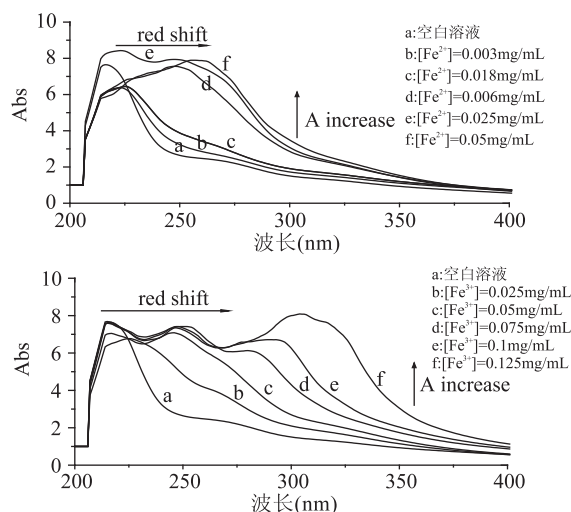 10
8
6
4
2
0
Abs
red shift
e
f
d
b
c
a
A increase
200
250
300
350
400
波长(nm)
a:空白溶液
b:[Fe²⁺]=0.003mg/mL
c:[Fe²⁺]=0.018mg/mL
d:[Fe²⁺]=0.006mg/mL
e:[Fe²⁺]=0.025mg/mL
f:[Fe²⁺]=0.05mg/mL
10
8
6
4
2
0
Abs
red shift
a
b
c
d
e
f
A increase
200
250
300
350
400
波长(nm)
a:空白溶液
b:[Fe³⁺]=0.025mg/mL
c:[Fe³⁺]=0.05mg/mL
d:[Fe³⁺]=0.075mg/mL
e:[Fe³⁺]=0.1mg/mL
f:[Fe³⁺]=0.125mg/mL